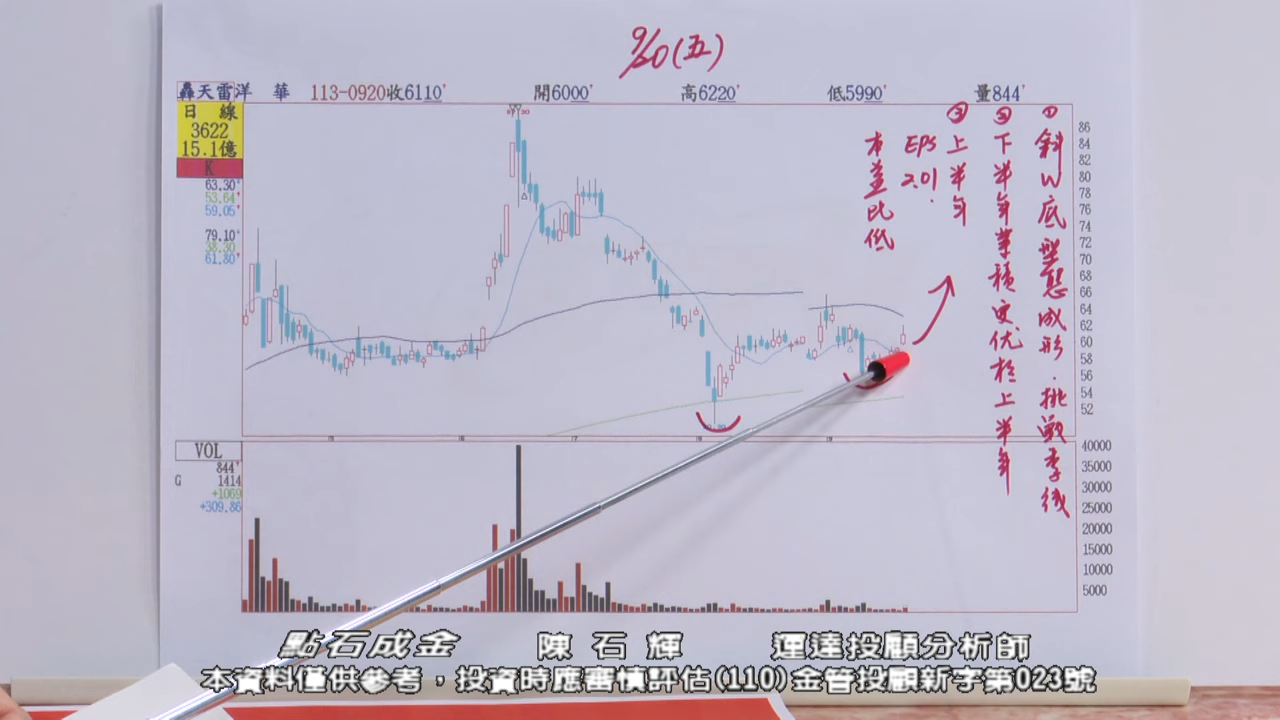 9/20(五)
轟天雷洋 華 113-0920收6110' 開6000' 高6220' 低5990' 量844'
日 線
3622
15.1億
K
63.30'
53.64'
59.05'
79.10'
38.30'
61.80'
86
84
82
80
78
76
74
72
70
68
66
64
62
60
58
56
54
52
①斜W底型態成形.挑戰季線
②下半年業積更優於上半年
③上半年
EPS
2.01.
本益比低
VOL
844'
G 1414
+1069
+309.86
40000
35000
30000
25000
20000
15000
10000
5000
點石成金 陳石輝 運達投顧分析師
本資料僅供參考，投資時應審慎評估(110)金管投顧新字第023號